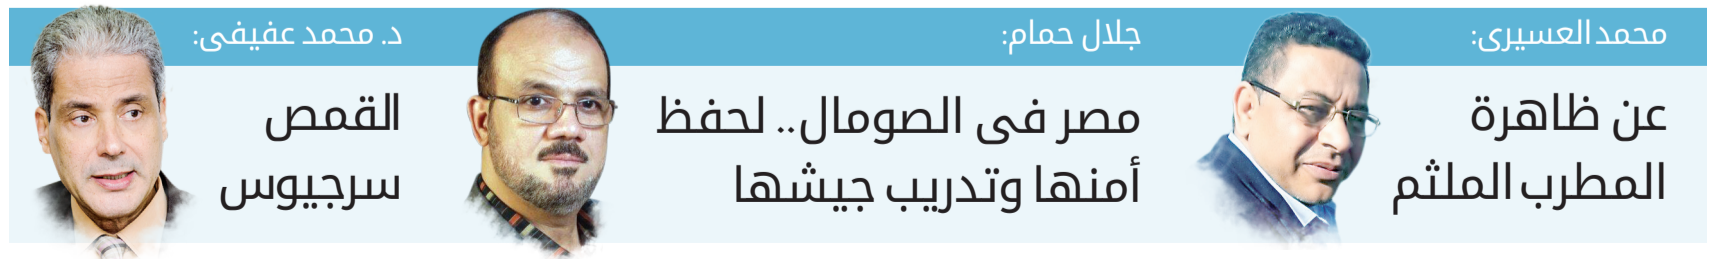 محمد العسيرى:
عن ظاهرة
المطرب الملثم
جلال حمام:
مصر فى الصومال.. لحفظ
أمنها وتدريب جيشها
د. محمد عفيفى:
القمص
سرجيوس